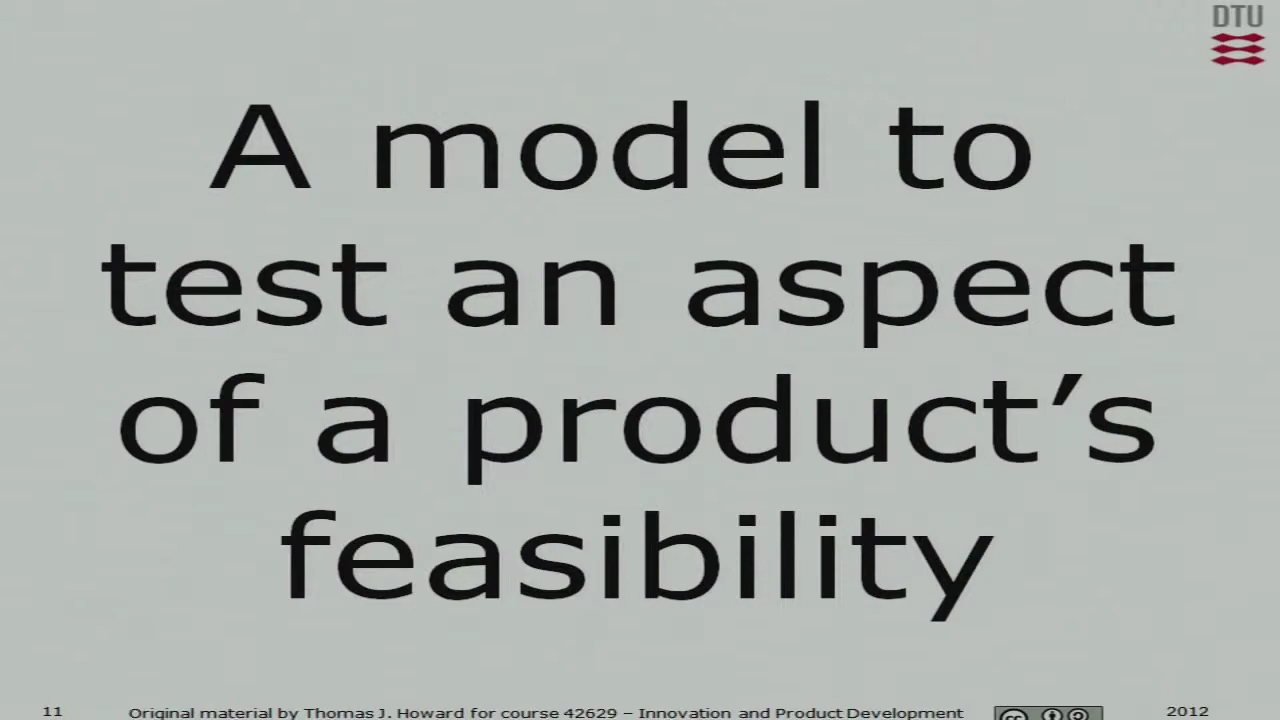 DTU
A model to
test an aspect
of a product’s
feasibility
11 Original material by Thomas J. Howard for course 42629 – Innovation and Product Development 2012